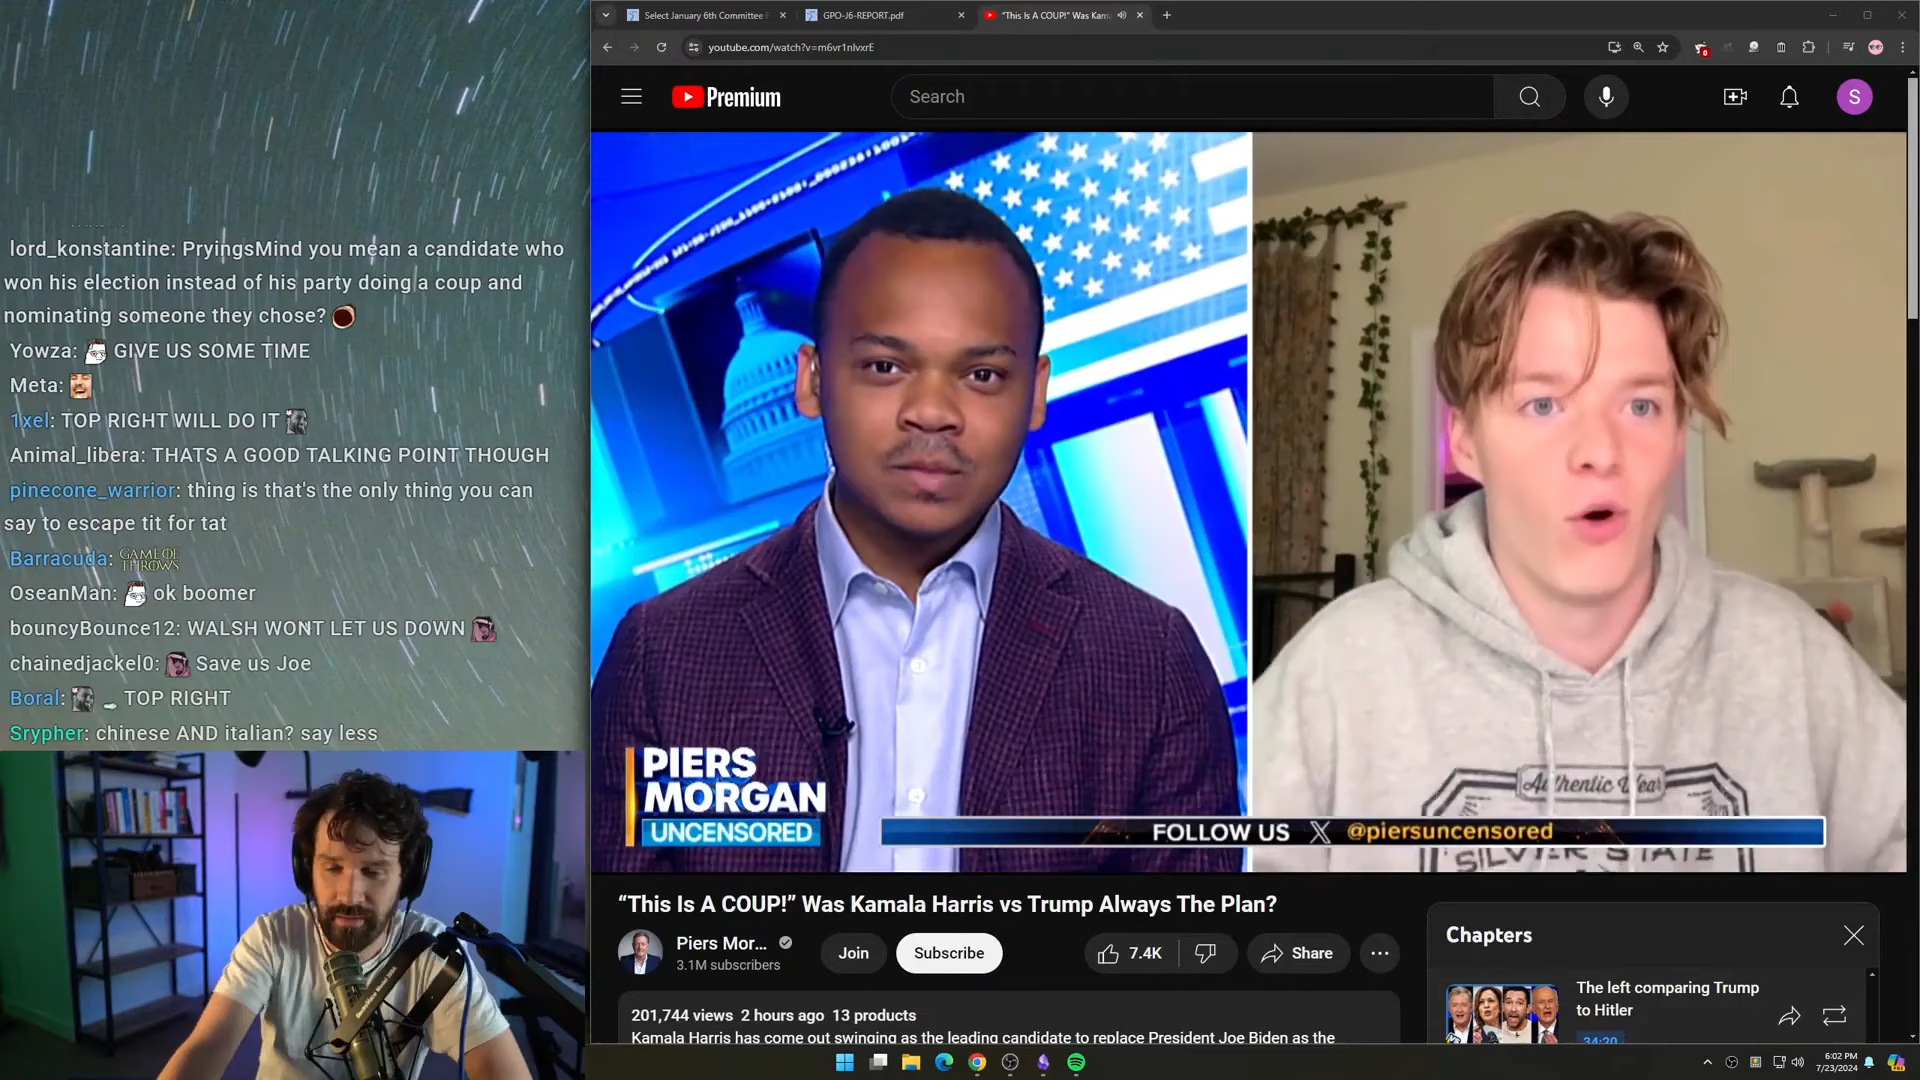 lord_konstantine: PryingsMind you mean a candidate who
won his election instead of his party doing a coup and
nominating someone they chose?
Yowza: GIVE US SOME TIME
Meta:
1xel: TOP RIGHT WILL DO IT
Animal_libera: THATS A GOOD TALKING POINT THOUGH
pinecone_warrior: thing is that's the only thing you can
say to escape tit for tat
Barracuda: GAME OF THROWS
OseanMan: ok boomer
bouncyBounce12: WALSH WONT LET US DOWN
chainedjackel0: Save us Joe
Boral: TOP RIGHT
Srypher: chinese AND italian? say less
Select January 6th Committee
GPO-J6-REPORT.pdf
“This Is A COUP!” Was Kam
youtube.com/watch?v=m6vr1nlvxrE
0
Premium
Search
S
PIERS
MORGAN
UNCENSORED
FOLLOW US X @piersuncensored
Authentic Wear
SILVER STATE
“This Is A COUP!” Was Kamala Harris vs Trump Always The Plan?
Piers Mor...
3.1M subscribers
Join
Subscribe
7.4K
Share
201,744 views 2 hours ago 13 products
Kamala Harris has come out swinging as the leading candidate to replace President Joe Biden as the
Chapters
The left comparing Trump
to Hitler
34:20
6:02 PM
7/23/2024